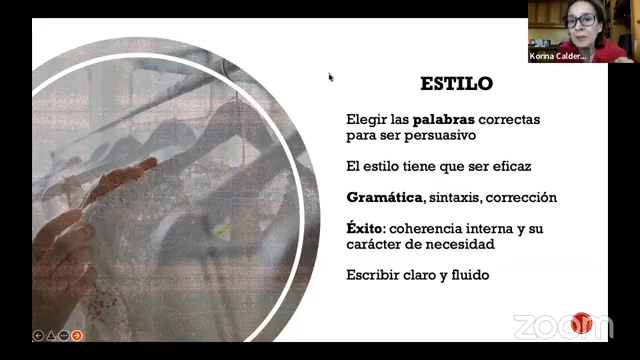 Korina Calder...
ESTILO
Elegir las palabras correctas
para ser persuasivo
El estilo tiene que ser eficaz
Gramática, sintaxis, corrección
Éxito: coherencia interna y su
carácter de necesidad
Escribir claro y fluido
zoom